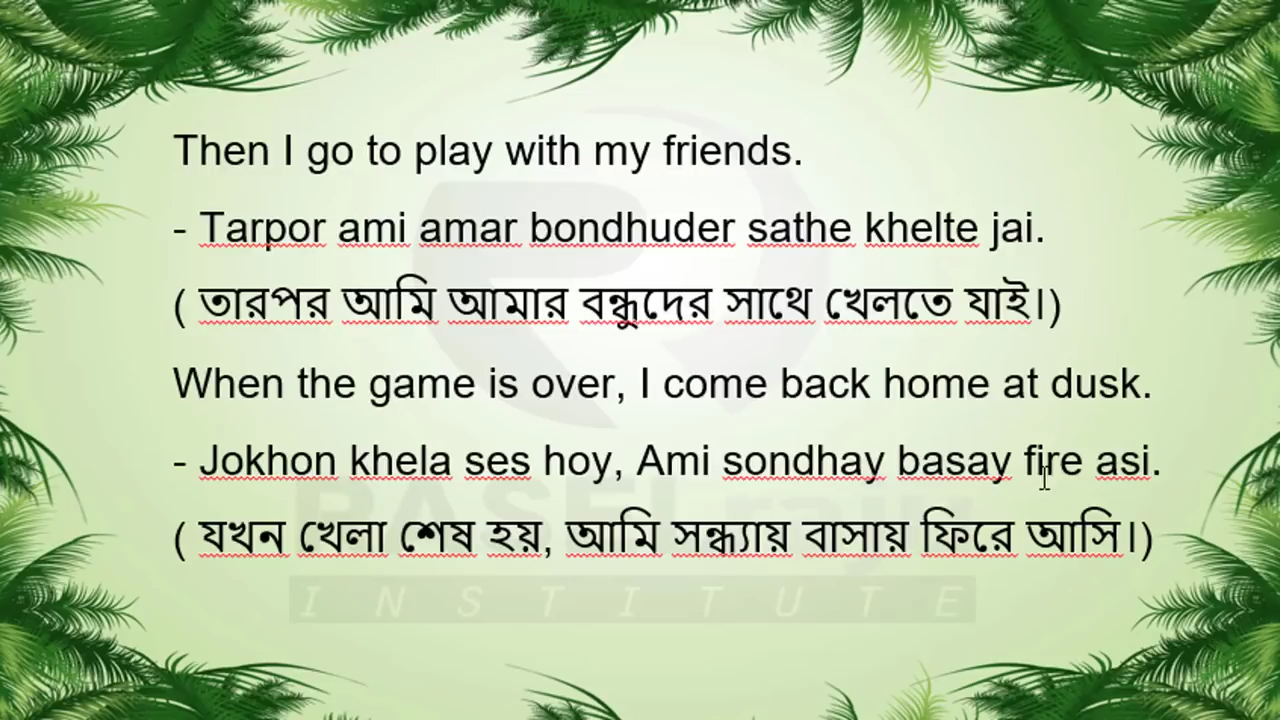 Then I go to play with my friends.
- Tarpor ami amar bondhuder sathe khelte jai.
( তারপর আমি আমার বন্ধুদের সাথে খেলতে যাই।)
When the game is over, I come back home at dusk.
- Jokhon khela ses hoy, Ami sondhay basay fire asi.
( যখন খেলা শেষ হয়, আমি সন্ধ্যায় বাসায় ফিরে আসি।)
INSTITUTE